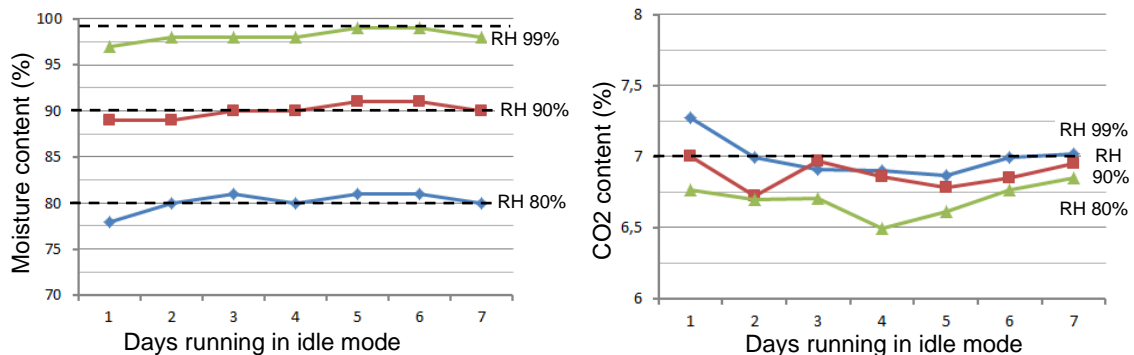 Moisture content (%)
100
95
90
85
80
75
70
RH 99%
RH 90%
RH 80%
1 2 3 4 5 6 7
Days running in idle mode
CO2 content (%)
8
7,5
7
6,5
6
RH 99%
RH
90%
RH 80%
1 2 3 4 5 6 7
Days running in idle mode